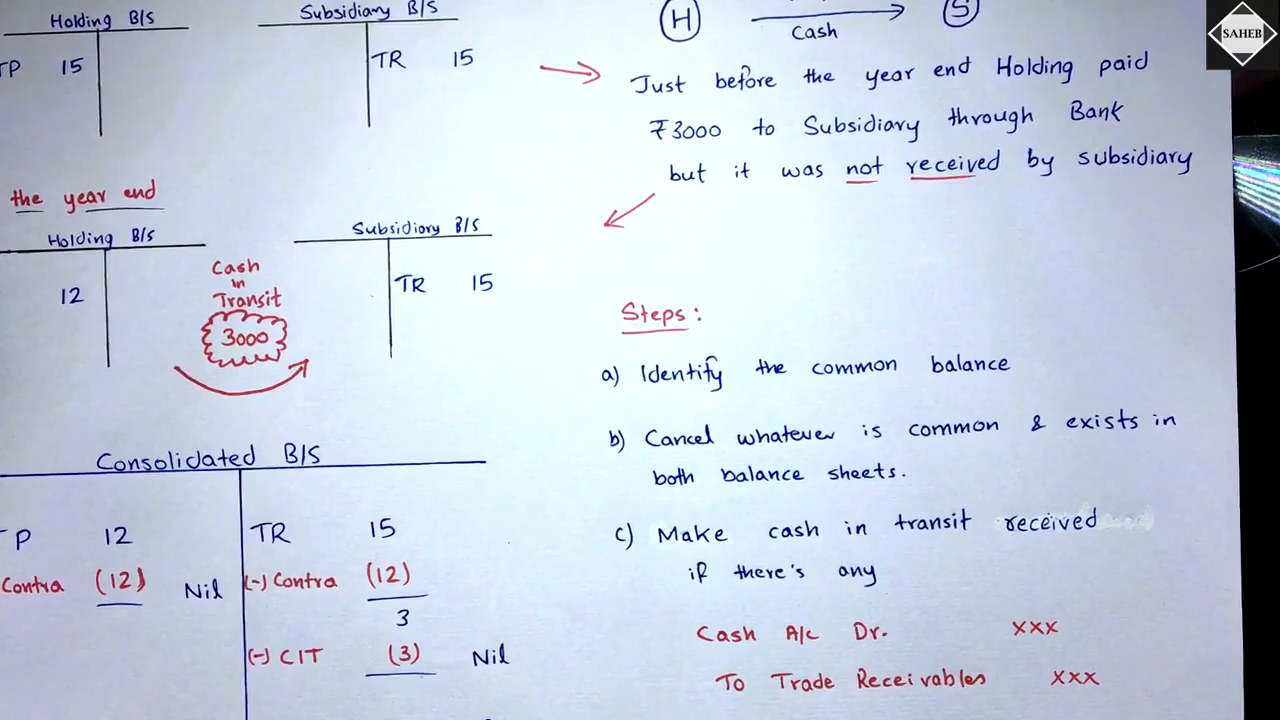 Holding B/S
Subsidiary B/S
TP 15
TR 15
H
Cash
S
SAHEB
Just before the year end Holding paid
₹3000 to Subsidiary through Bank
but it was not received by subsidiary
the year end
Holding B/S
12
Cash
in
Transit
3000
Subsidiary B/S
TR 15
Steps:
a) Identify the common balance
b) Cancel whatever is common & exists in
both balance sheets.
c) Make cash in transit received
if there's any
Cash A/c Dr. xxx
To Trade Receivables xxx
Consolidated B/S
TP 12
Contra (12) Nil
TR 15
(-) Contra (12)
3
(-) CIT (3) Nil